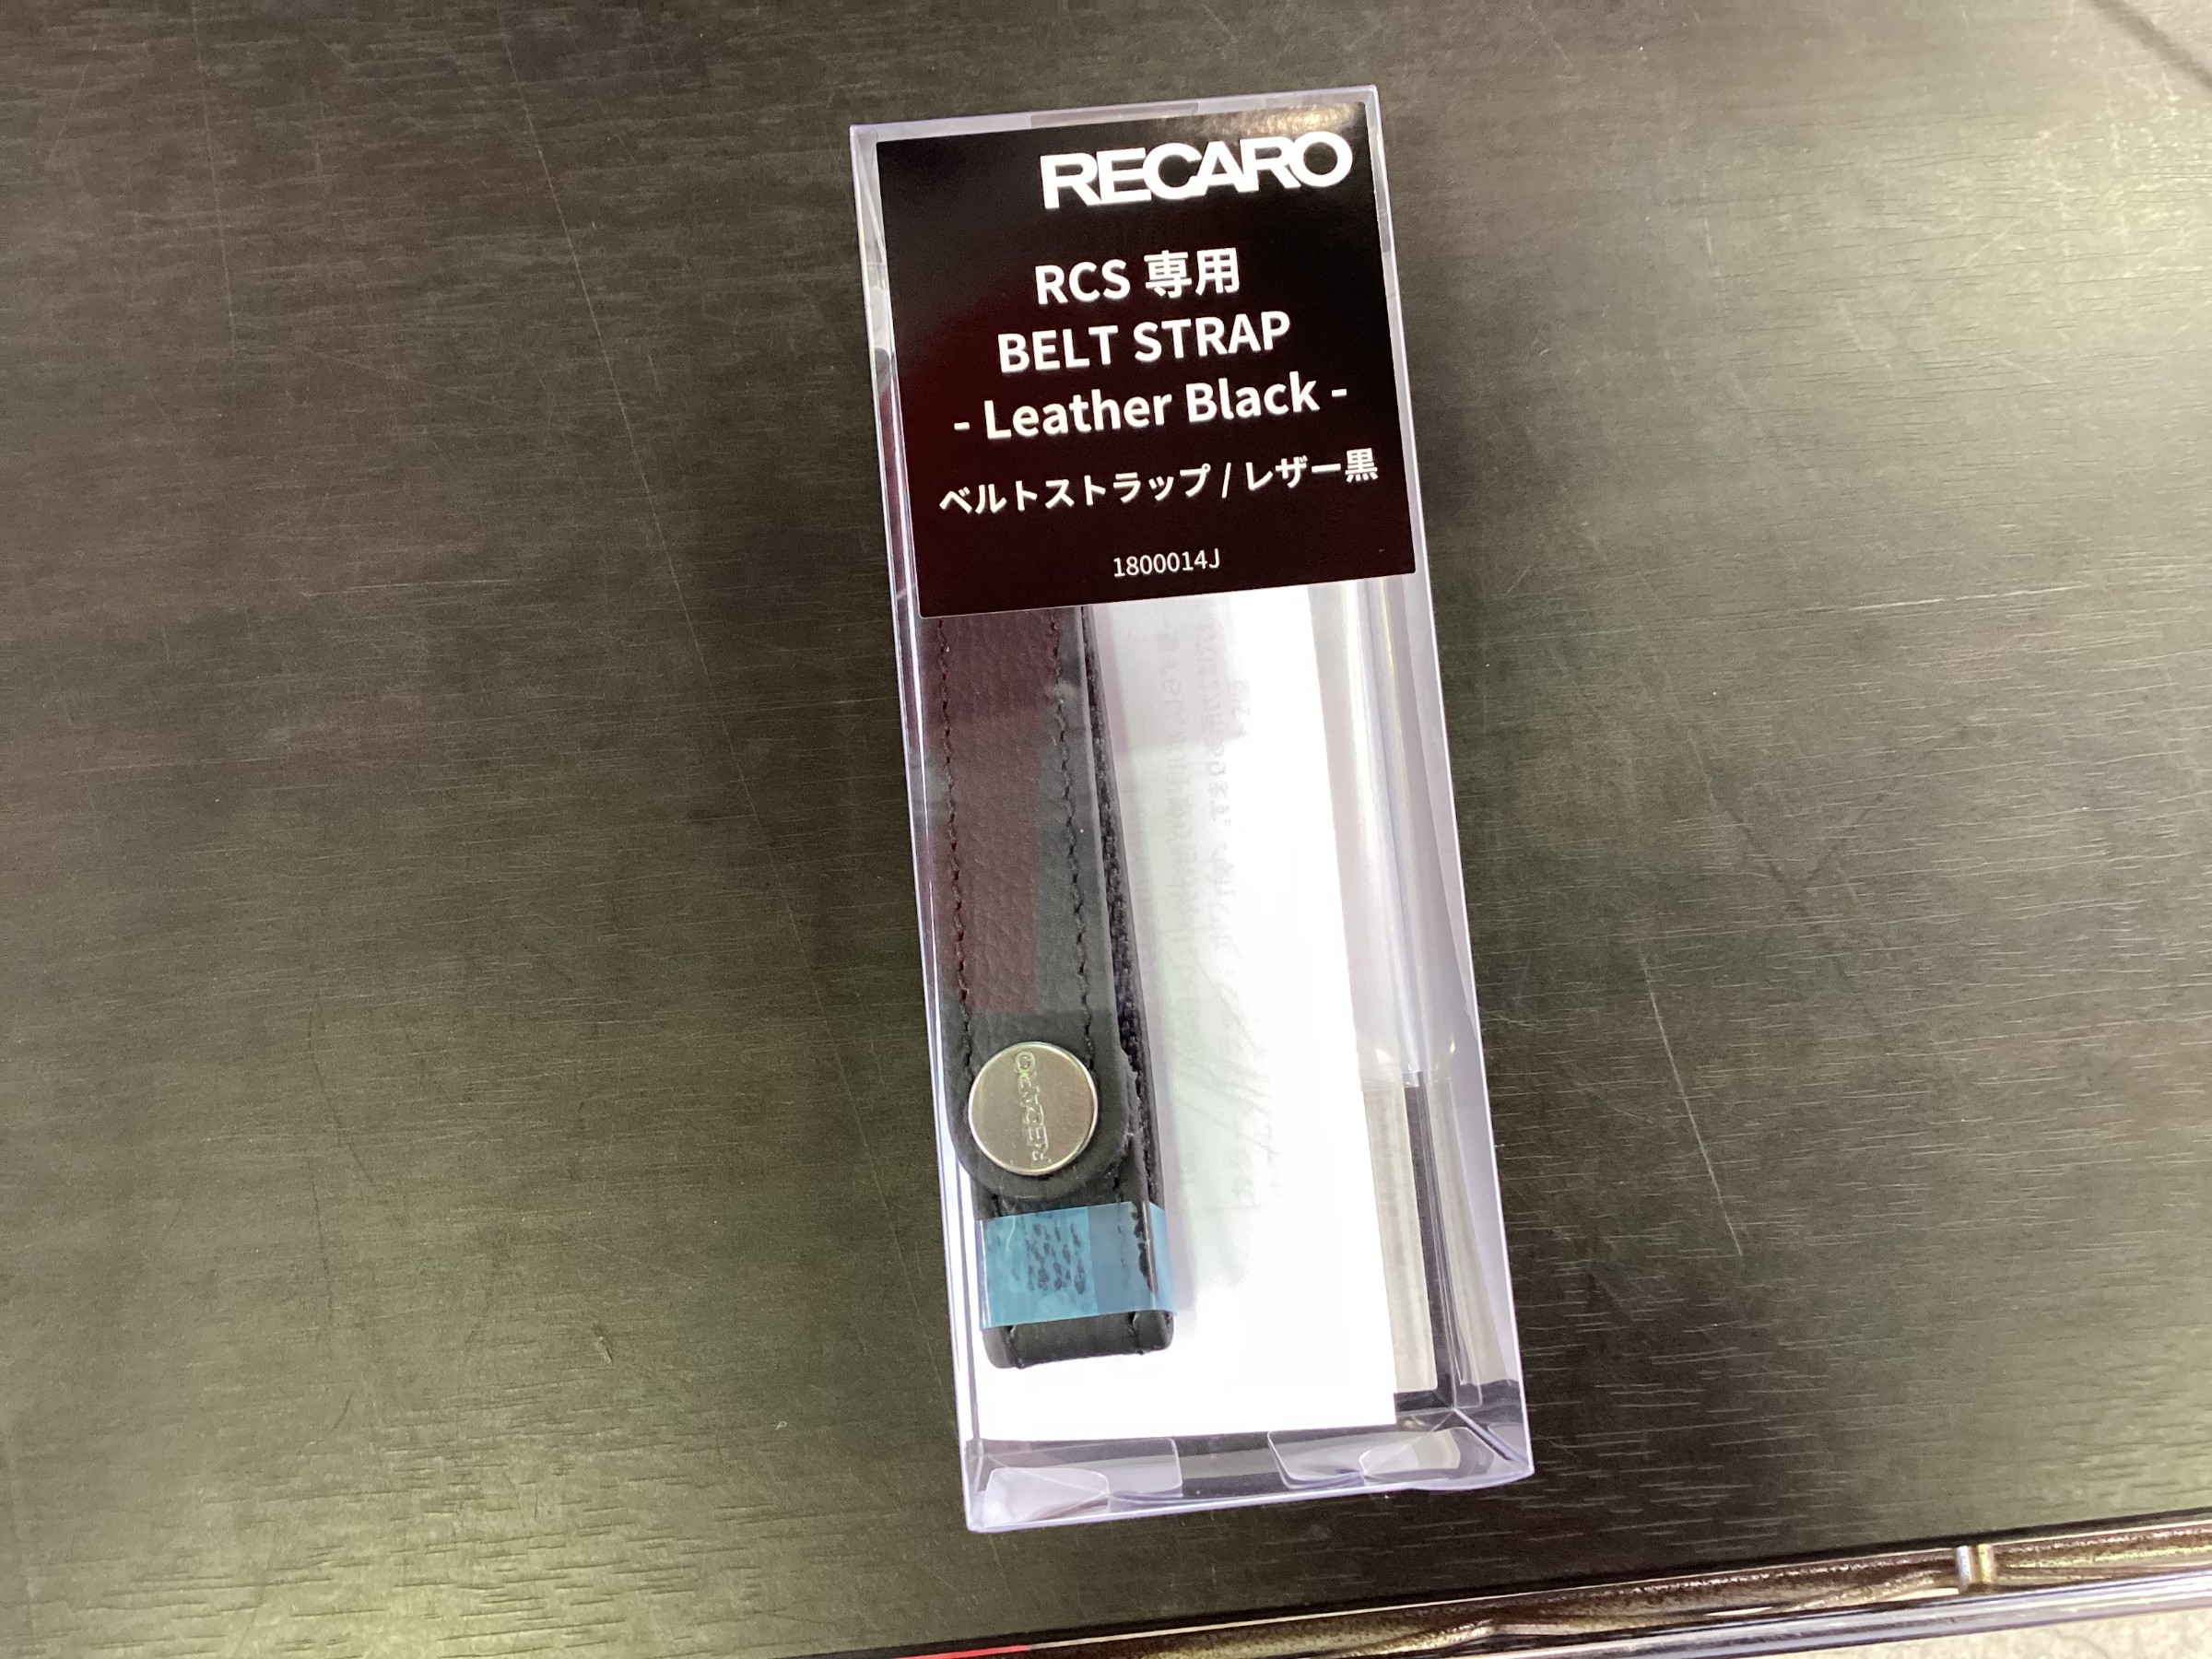 RECARO
RCS 専用
BELT STRAP
- Leather Black -
ベルトストラップ / レザー黒
1800014J
RECARO